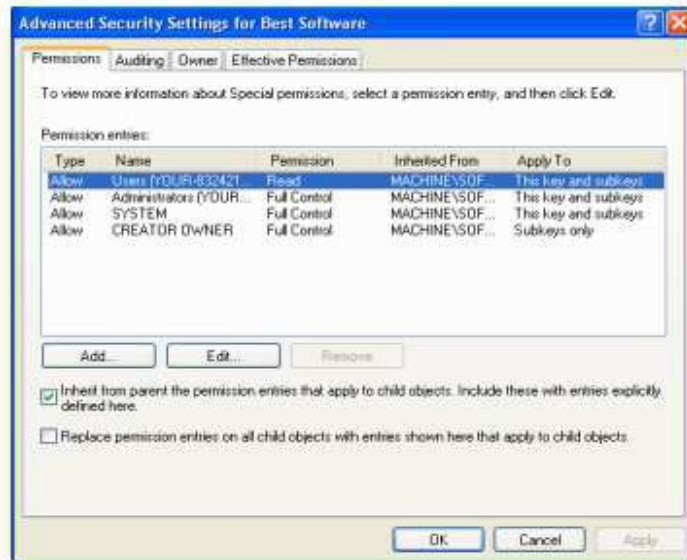 Advanced Security Settings for Best Software
Permissions Auditing Owner Effective Permissions
To view more information about Special permissions, select a permission entry, and then click Edit.
Permission entries:
Type Name Permission Inherited From Apply To
Allow Users (YOUR-832421... Read MACHINE\SOF... This key and subkeys
Allow Administrators (YOUR... Full Control MACHINE\SOF... This key and subkeys
Allow SYSTEM Full Control MACHINE\SOF... This key and subkeys
Allow CREATOR OWNER Full Control MACHINE\SOF... Subkeys only
Add... Edit... Remove
Inherit from parent the permission entries that apply to child objects. Include these with entries explicitly
defined here.
Replace permission entries on all child objects with entries shown here that apply to child objects
OK Cancel Apply